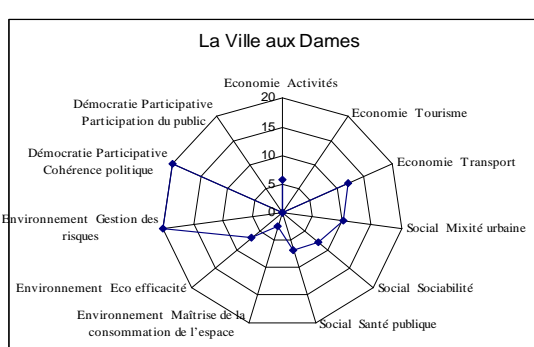 La Ville aux Dames
Economie Activités
20
15
10
5
0
Economie Tourisme
Economie Transport
Social Mixité urbaine
Social Sociabilité
Social Santé publique
Environnement Maîtrise de la
consommation de l'espace
Environnement Eco efficacité
Environnement Gestion des
risques
Démocratie Participative
Cohérence politique
Démocratie Participative
Participation du public